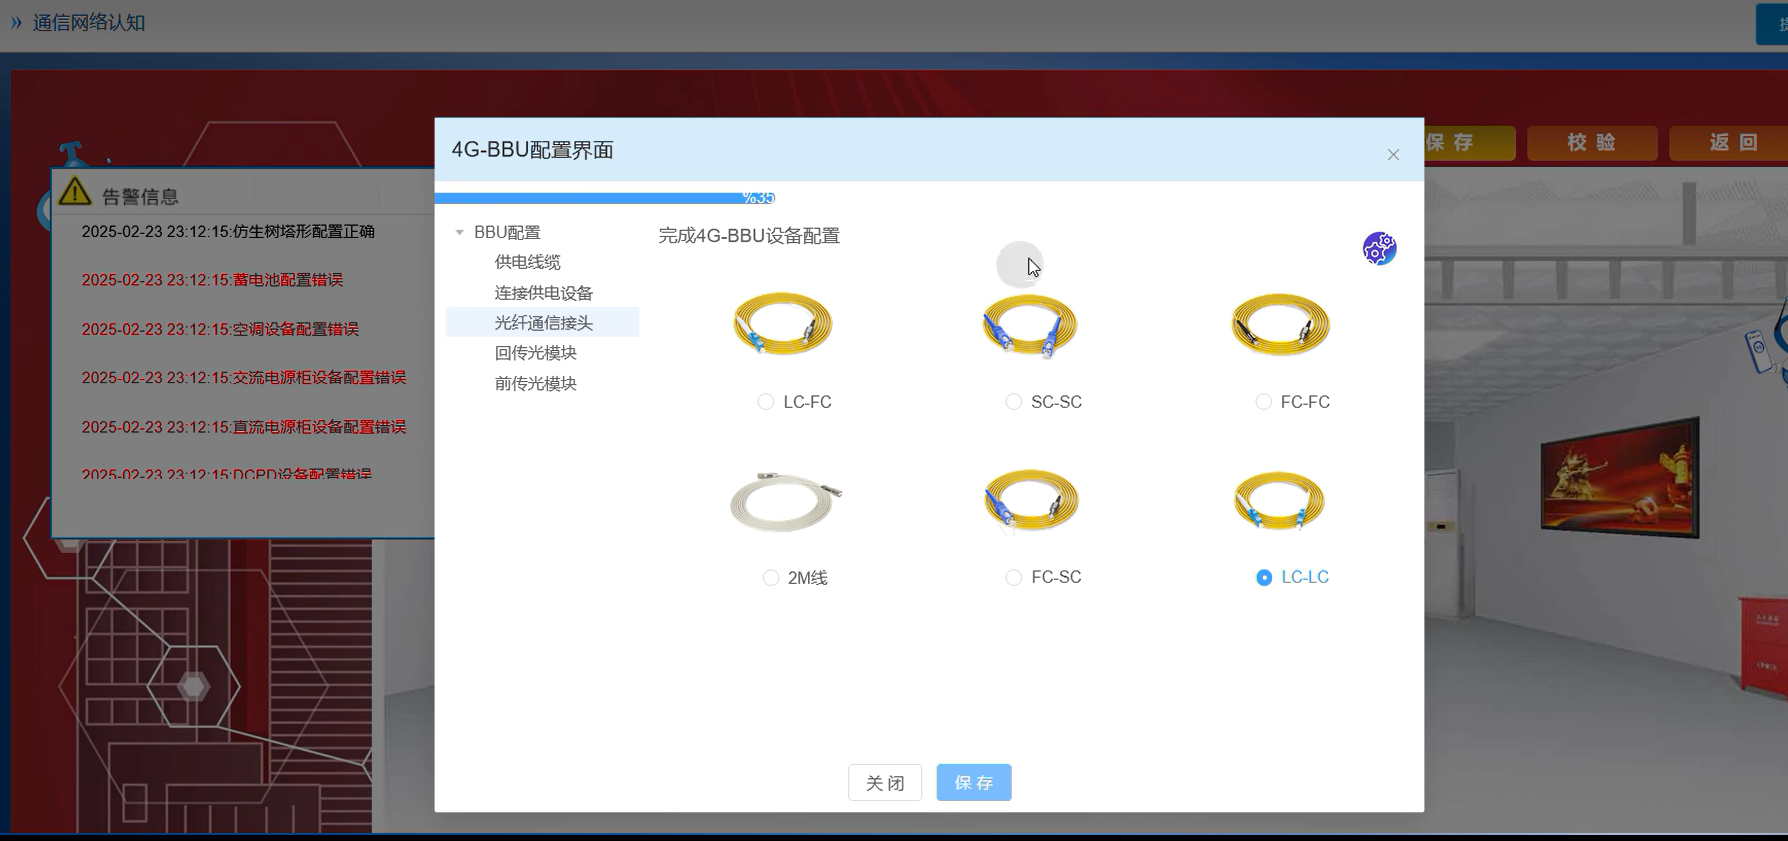 通信网络认知
提
保 存
校 验
返 回
告警信息
2025-02-23 23:12:15:仿生树塔形配置正确
2025-02-23 23:12:15:蓄电池配置错误
2025-02-23 23:12:15:空调设备配置错误
2025-02-23 23:12:15:交流电源柜设备配置错误
2025-02-23 23:12:15:直流电源柜设备配置错误
2025-02-23 23:12:15:DCPD设备配置错误
4G-BBU配置界面
%35
BBU配置
供电线缆
连接供电设备
光纤通信接头
回传光模块
前传光模块
完成4G-BBU设备配置
LC-FC
SC-SC
FC-FC
2M线
FC-SC
LC-LC
关 闭
保 存